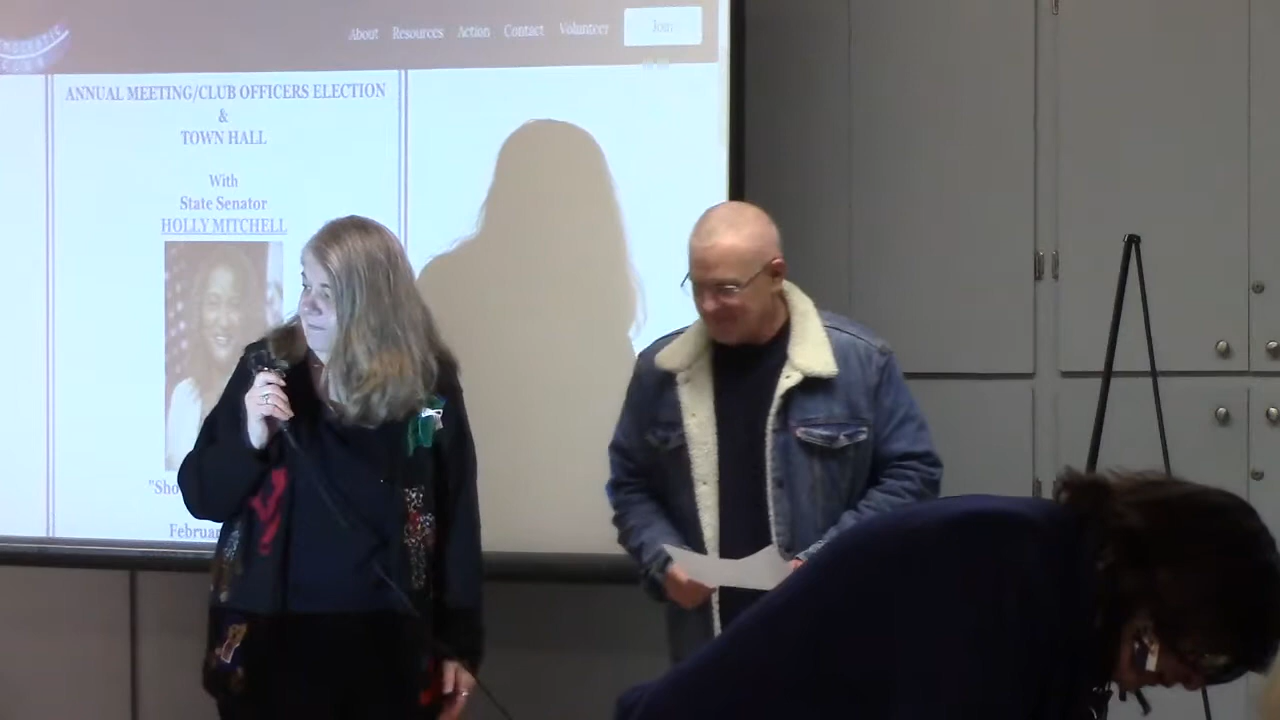 About Resources Action Contact Volunteer Join
ANNUAL MEETING/CLUB OFFICERS ELECTION
&
TOWN HALL
With
State Senator
HOLLY MITCHELL